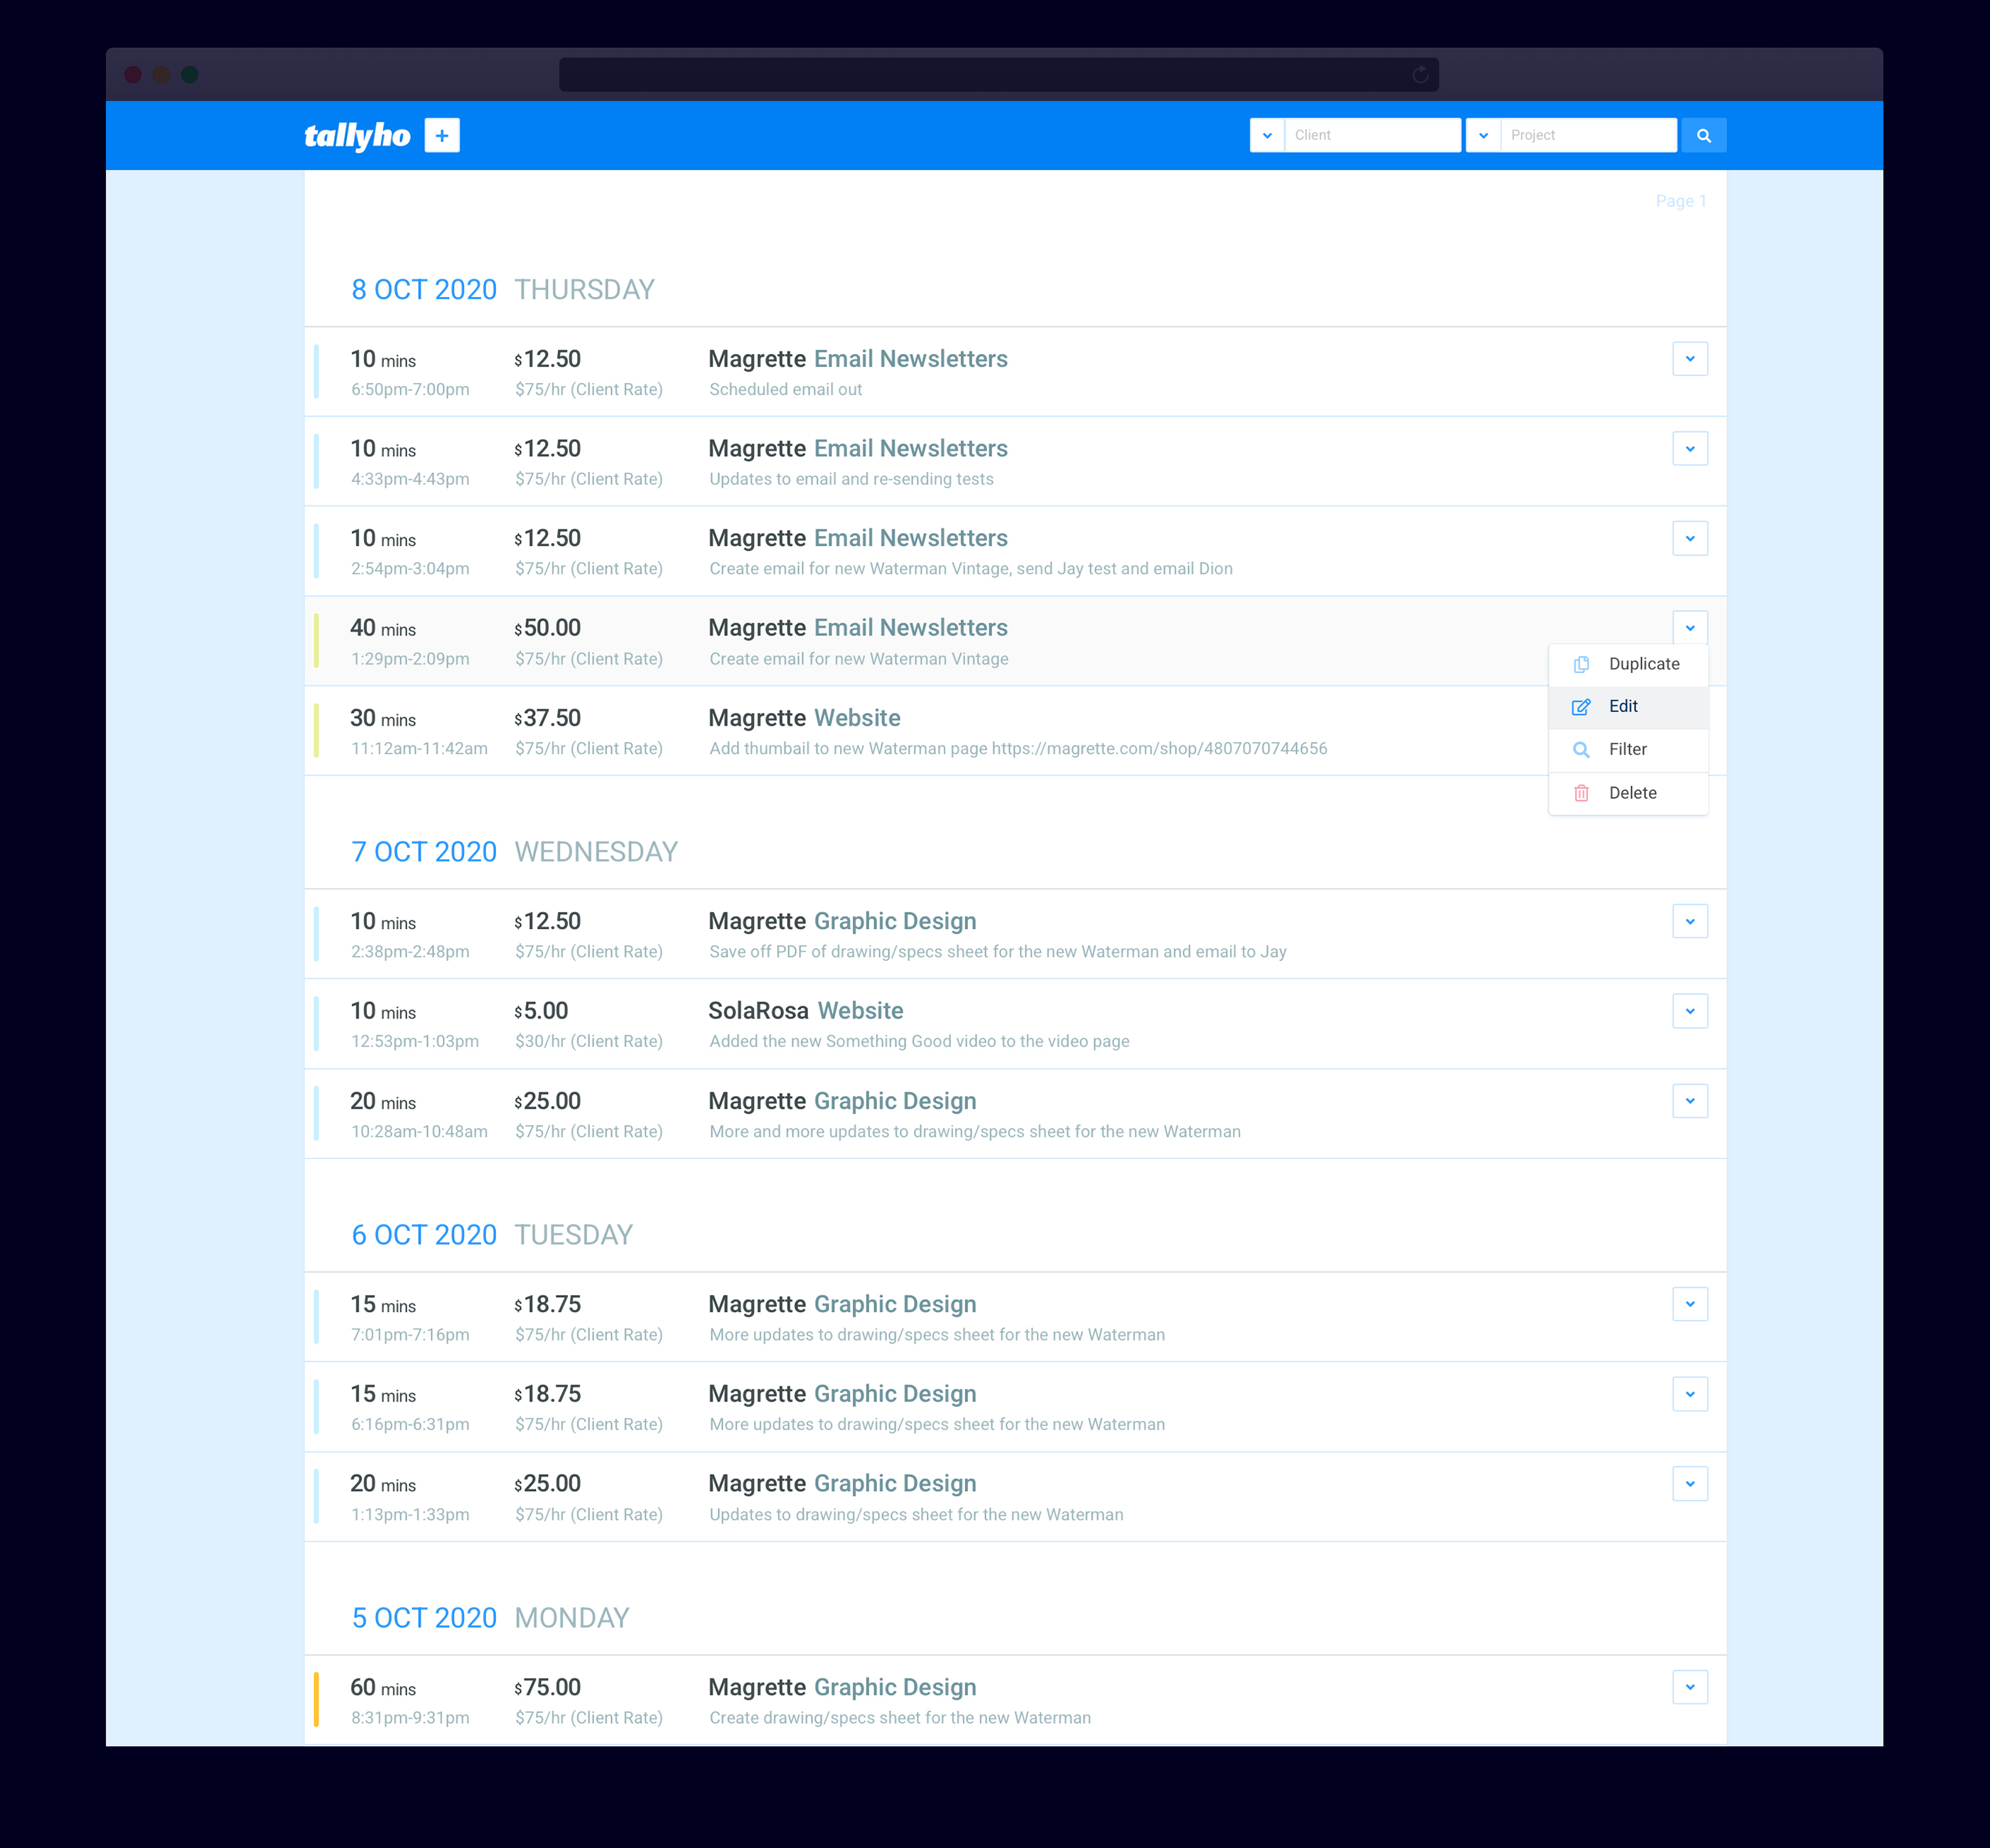 tallyho +
Client
Project
Page 1
8 OCT 2020 THURSDAY
10 mins $12.50 Magrette Email Newsletters
6:50pm-7:00pm $75/hr (Client Rate) Scheduled email out
10 mins $12.50 Magrette Email Newsletters
4:33pm-4:43pm $75/hr (Client Rate) Updates to email and re-sending tests
10 mins $12.50 Magrette Email Newsletters
2:54pm-3:04pm $75/hr (Client Rate) Create email for new Waterman Vintage, send Jay test and email Dion
40 mins $50.00 Magrette Email Newsletters
1:29pm-2:09pm $75/hr (Client Rate) Create email for new Waterman Vintage
Duplicate
Edit
Filter
Delete
30 mins $37.50 Magrette Website
11:12am-11:42am $75/hr (Client Rate) Add thumbail to new Waterman page https://magrette.com/shop/4807070744656
7 OCT 2020 WEDNESDAY
10 mins $12.50 Magrette Graphic Design
2:38pm-2:48pm $75/hr (Client Rate) Save off PDF of drawing/specs sheet for the new Waterman and email to Jay
10 mins $5.00 SolaRosa Website
12:53pm-1:03pm $30/hr (Client Rate) Added the new Something Good video to the video page
20 mins $25.00 Magrette Graphic Design
10:28am-10:48am $75/hr (Client Rate) More and more updates to drawing/specs sheet for the new Waterman
6 OCT 2020 TUESDAY
15 mins $18.75 Magrette Graphic Design
7:01pm-7:16pm $75/hr (Client Rate) More updates to drawing/specs sheet for the new Waterman
15 mins $18.75 Magrette Graphic Design
6:16pm-6:31pm $75/hr (Client Rate) More updates to drawing/specs sheet for the new Waterman
20 mins $25.00 Magrette Graphic Design
1:13pm-1:33pm $75/hr (Client Rate) Updates to drawing/specs sheet for the new Waterman
5 OCT 2020 MONDAY
60 mins $75.00 Magrette Graphic Design
8:31pm-9:31pm $75/hr (Client Rate) Create drawing/specs sheet for the new Waterman